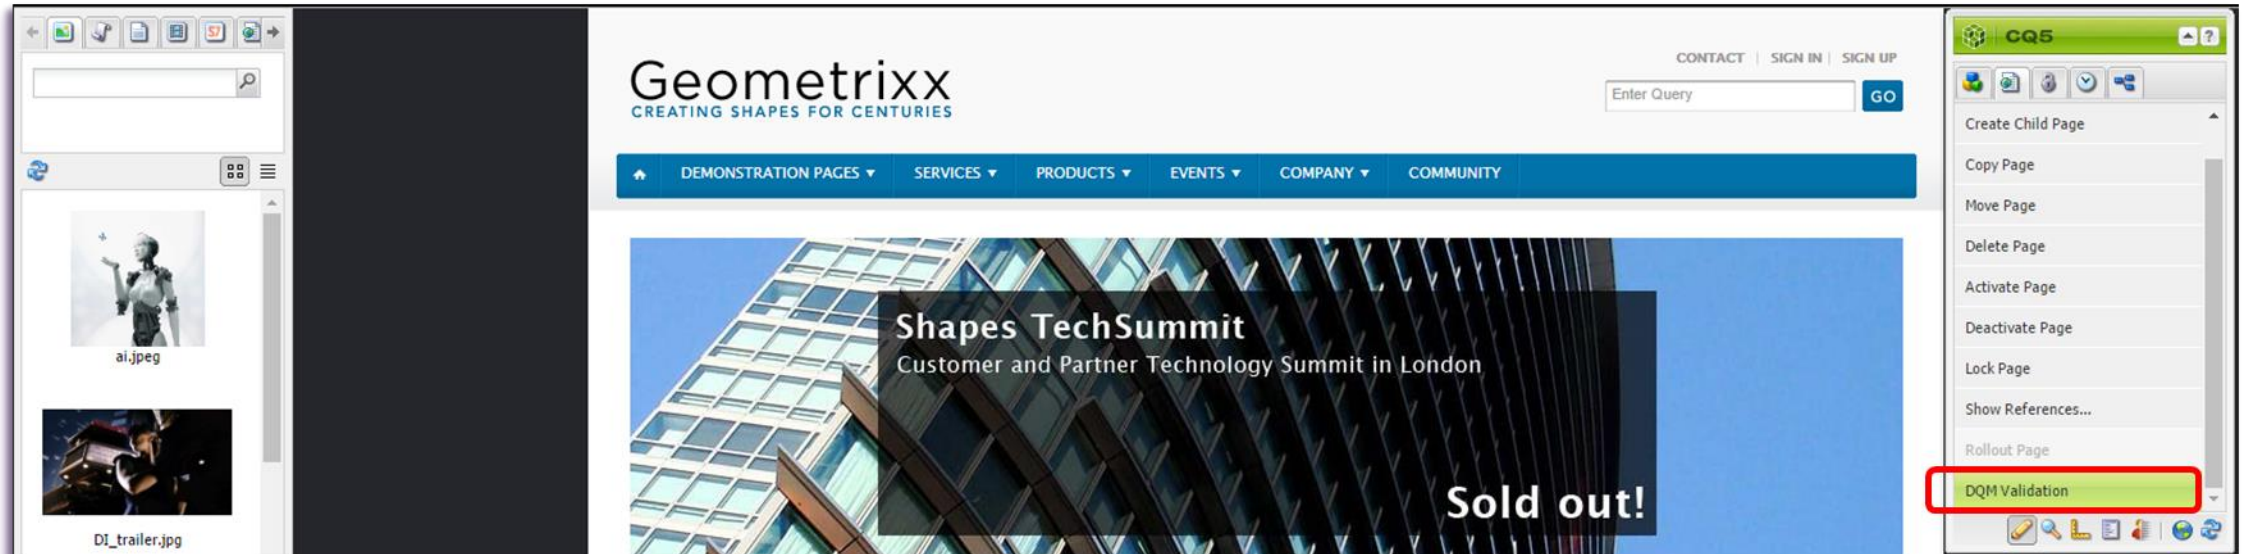 S7
ai.jpeg
DI_trailer.jpg
Geometrixx
CREATING SHAPES FOR CENTURIES
CONTACT | SIGN IN | SIGN UP
Enter Query
GO
DEMONSTRATION PAGES SERVICES PRODUCTS EVENTS COMPANY COMMUNITY
Shapes TechSummit
Customer and Partner Technology Summit in London
Sold out!
CQ5 ?
Create Child Page
Copy Page
Move Page
Delete Page
Activate Page
Deactivate Page
Lock Page
Show References...
Rollout Page
DQM Validation